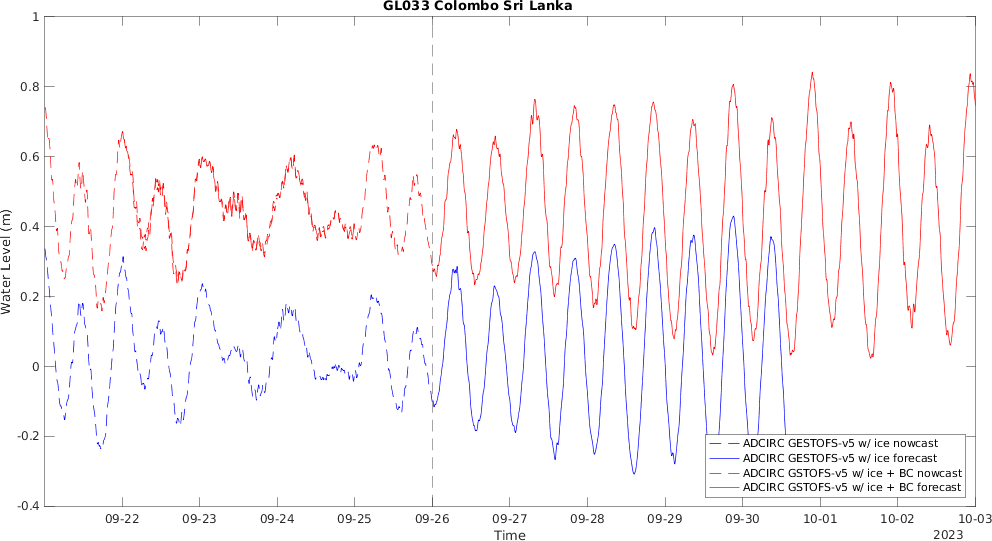 GL033 Colombo Sri Lanka
Water Level (m)
1
0.8
0.6
0.4
0.2
0
-0.2
-0.4
ADCIRC GESTOFS-v5 w/ ice nowcast
ADCIRC GESTOFS-v5 w/ ice forecast
ADCIRC GSTOFS-v5 w/ ice + BC nowcast
ADCIRC GSTOFS-v5 w/ ice + BC forecast
09-22 09-23 09-24 09-25 09-26 09-27 09-28 09-29 09-30 10-01 10-02 10-03
Time
2023